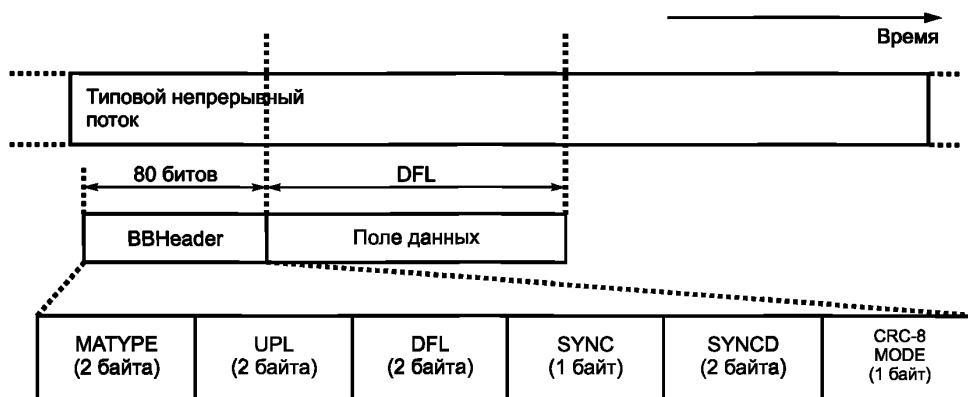 Время
Типовой непрерывный
поток
80 битов
DFL
BBHeader
Поле данных
MATYPE
(2 байта)
UPL
(2 байта)
DFL
(2 байта)
SYNC
(1 байт)
SYNCD
(2 байта)
CRC-8
MODE
(1 байт)